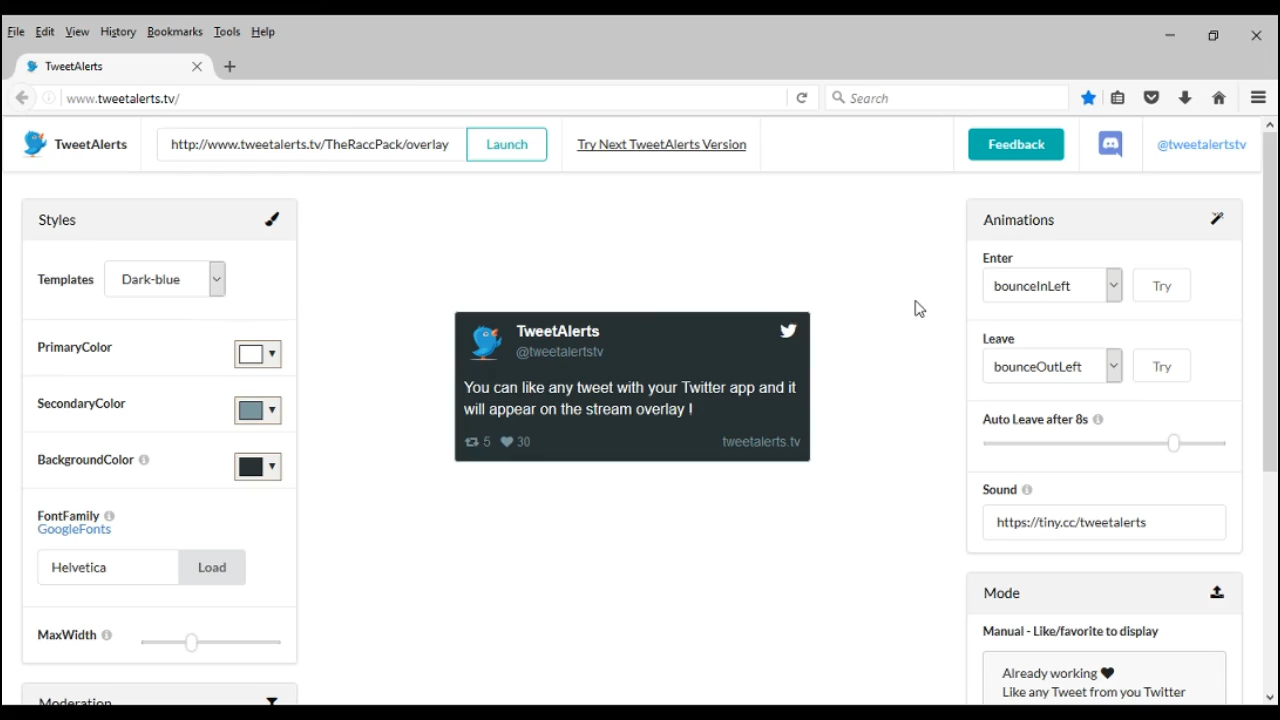 File Edit View History Bookmarks Tools Help
TweetAlerts
www.tweetalerts.tv/
Search
TweetAlerts
http://www.tweetalerts.tv/TheRaccPack/overlay
Launch
Try Next TweetAlerts Version
Feedback
@tweetalertstv
Styles
Templates
Dark-blue
PrimaryColor
SecondaryColor
BackgroundColor
FontFamily
GoogleFonts
Helvetica
Load
MaxWidth
Moderation
TweetAlerts
@tweetalertstv
You can like any tweet with your Twitter app and it
will appear on the stream overlay !
5 30 tweetalerts.tv
Animations
Enter
bounceInLeft
Try
Leave
bounceOutLeft
Try
Auto Leave after 8s
Sound
https://tiny.cc/tweetalerts
Mode
Manual - Like/favorite to display
Already working
Like any Tweet from you Twitter